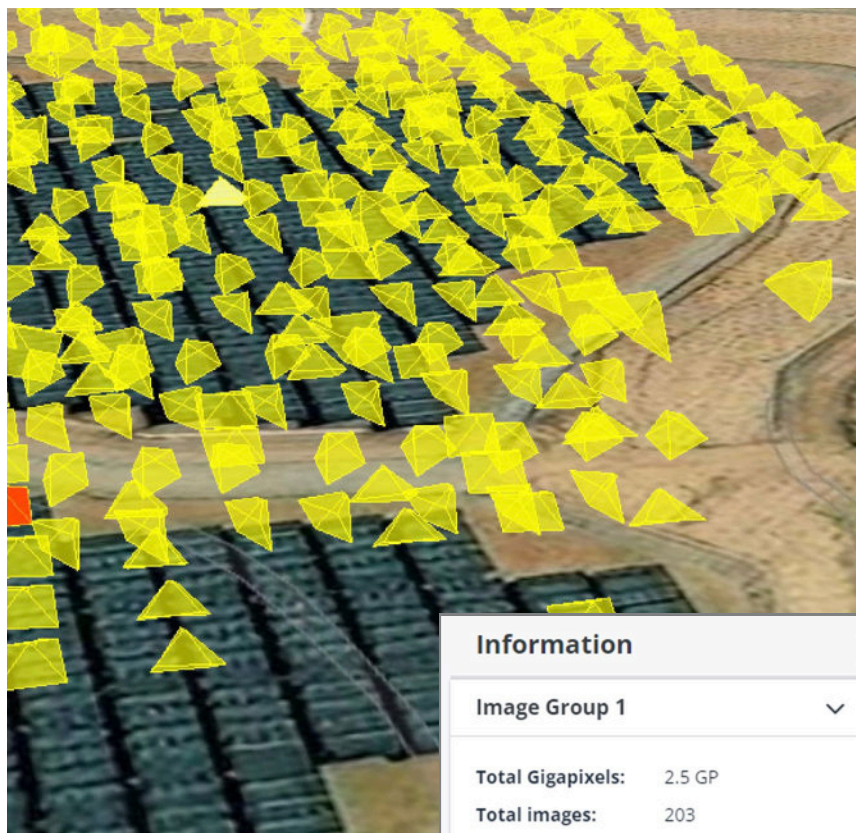 Information
Image Group 1
Total Gigapixels: 2.5 GP
Total images: 203